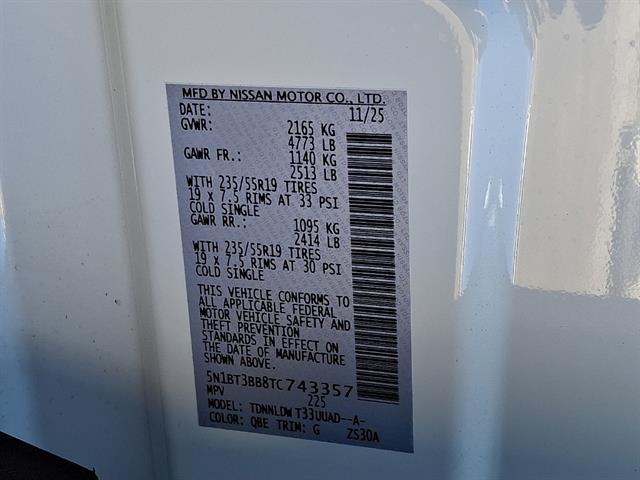 MFD BY NISSAN MOTOR CO., LTD.
DATE: 11/25
GVWR: 2165 KG
4773 LB
GAWR FR.: 1140 KG
2513 LB
WITH 235/55R19 TIRES
19 x 7.5 RIMS AT 33 PSI
COLD SINGLE
GAWR RR.: 1095 KG
2414 LB
WITH 235/55R19 TIRES
19 x 7.5 RIMS AT 30 PSI
COLD SINGLE
THIS VEHICLE CONFORMS TO
ALL APPLICABLE FEDERAL
MOTOR VEHICLE SAFETY AND
THEFT PREVENTION
STANDARDS IN EFFECT ON
THE DATE OF MANUFACTURE
SHOWN ABOVE.
5N1BT3BB8TC743357
MPV 225
MODEL: TDNNLDW T33UUAD--A-
COLOR: QBE TRIM: G ZS30A